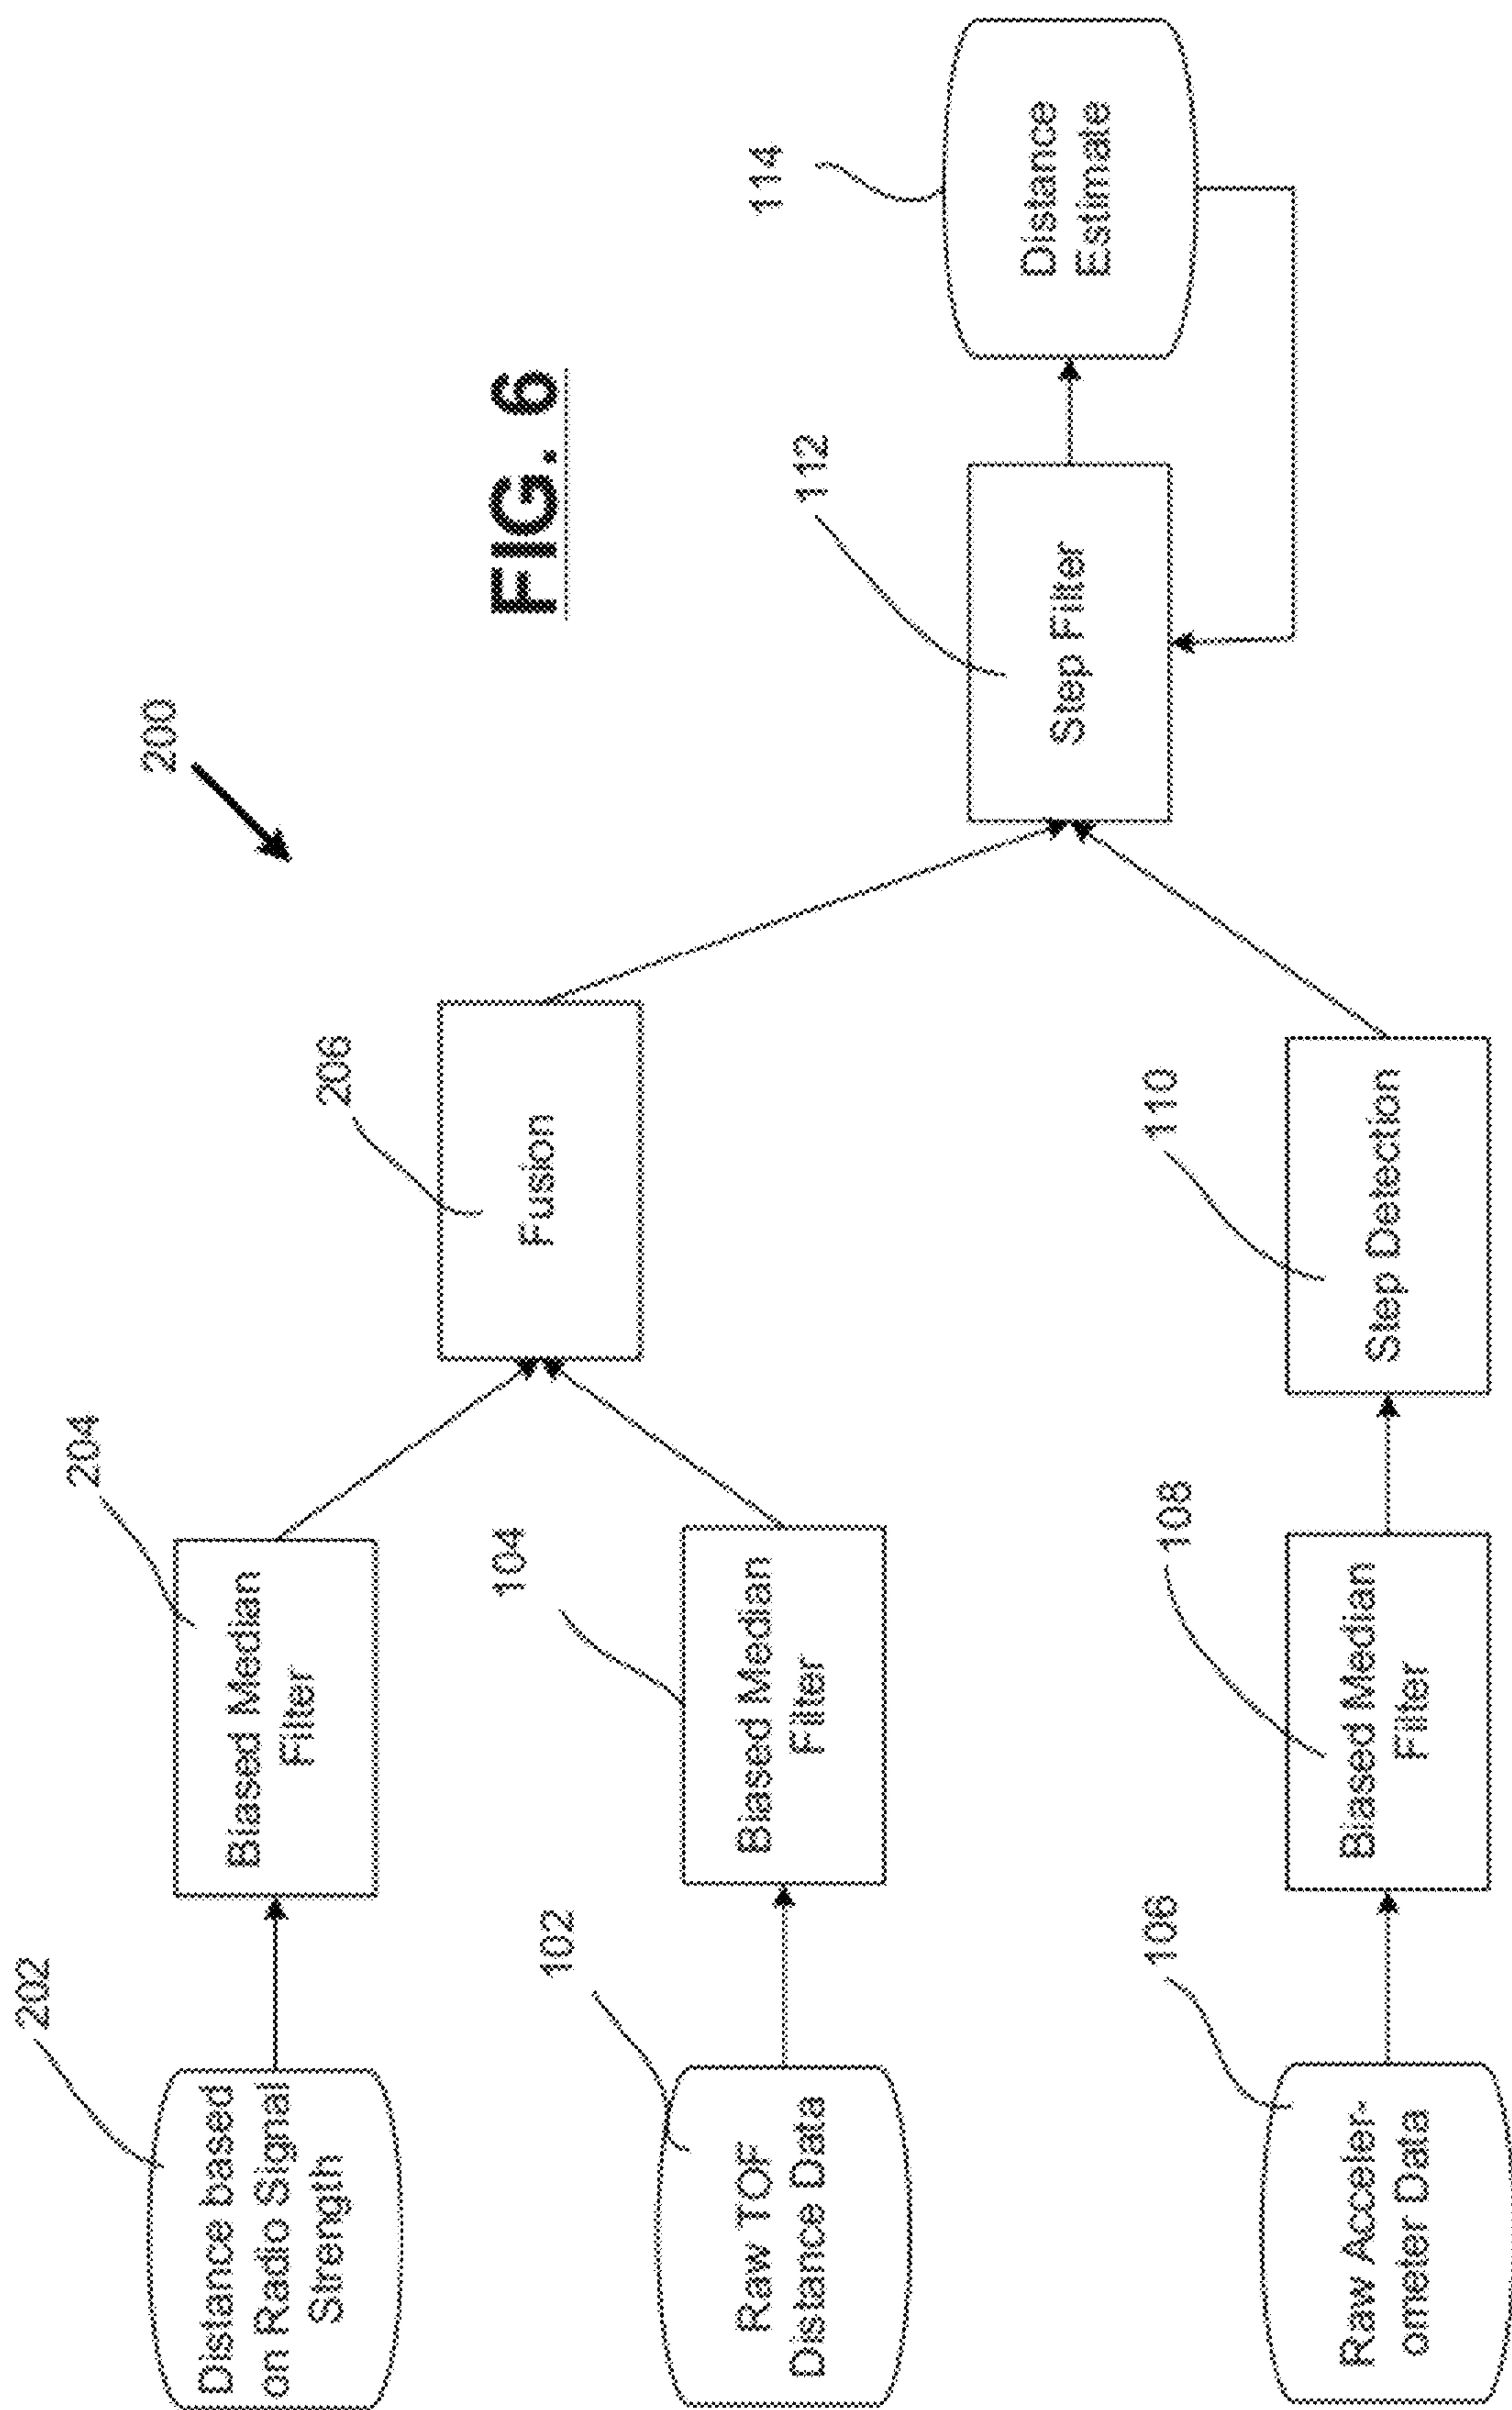 200
FIG. 6
202
Distance based
on Radio Signal
Strength
204
Biased Median
Filter
102
Raw TOF
Distance Data
104
Biased Median
Filter
206
Fusion
106
Raw Acceler-
ometer Data
108
Biased Median
Filter
110
Step Detection
112
Step Filter
114
Distance
Estimate